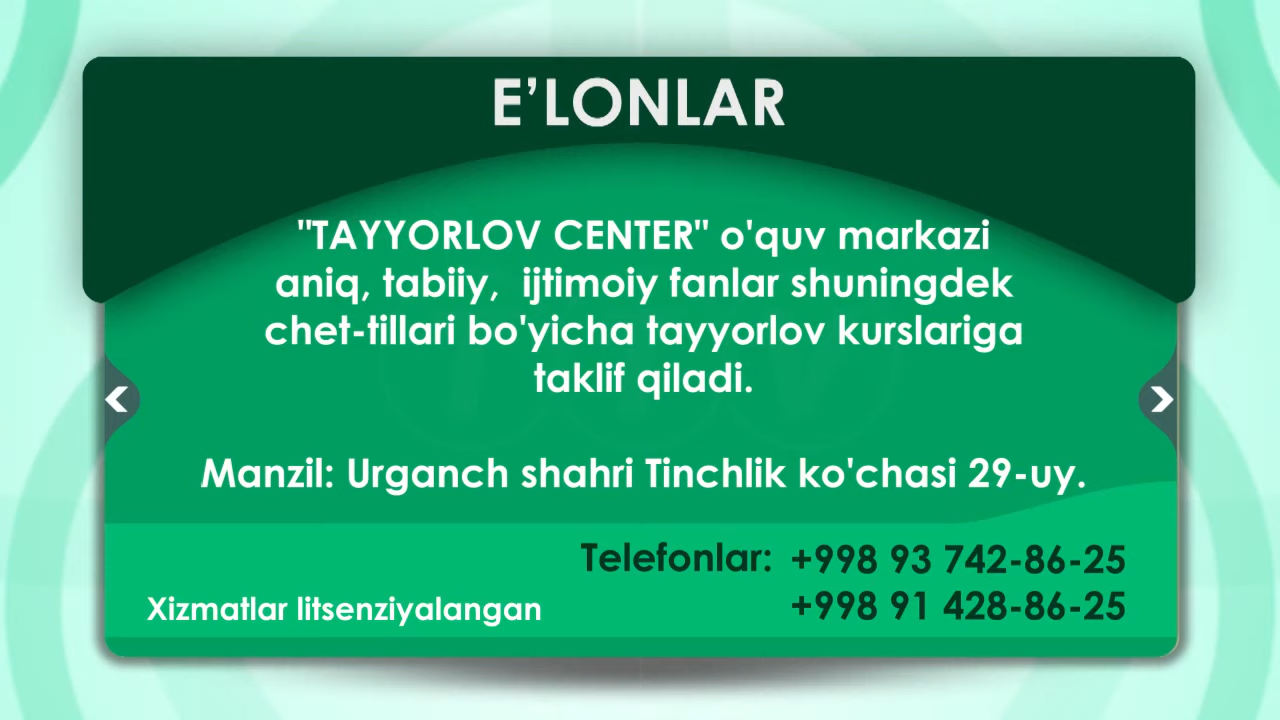 E’LONLAR
"TAYYORLOV CENTER" o'quv markazi
aniq, tabiiy,  ijtimoiy fanlar shuningdek
chet-tillari bo'yicha tayyorlov kurslariga
taklif qiladi.
Manzil: Urganch shahri Tinchlik ko'chasi 29-uy.
Telefonlar: +998 93 742-86-25
+998 91 428-86-25
Xizmatlar litsenziyalangan